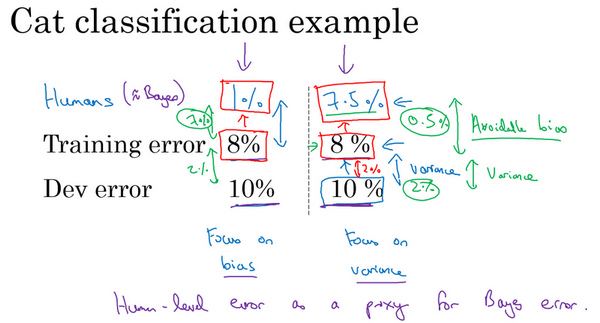 Cat classification example
Humans (≈ Bayes) 1% 7.5%
7% 0.5% Avoidable bias
Training error 8% 8 %
2% 2% Variance Variance
Dev error 10% 10 % 2%
Focus on bias
Focus on variance
Human-level error as a proxy for Bayes error.